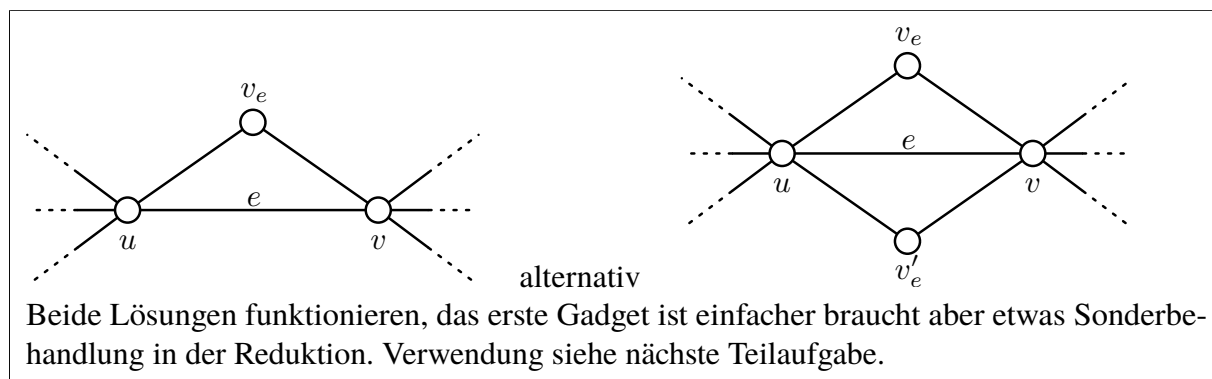 v_e
e
u
v
alternativ
v_e
e
u
v
v'_e
Beide Lösungen funktionieren, das erste Gadget ist einfacher braucht aber etwas Sonderbe-
handlung in der Reduktion. Verwendung siehe nächste Teilaufgabe.